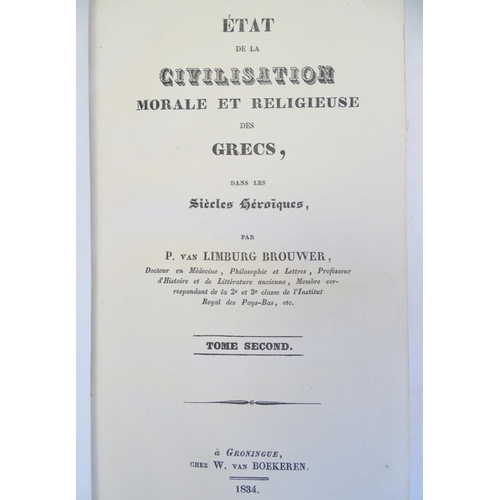 ÉTAT
DE LA
CIVILISATION
MORALE ET RELIGIEUSE
DES
GRECS,
DANS LES
Siècles Héroïques,
PAR
P. VAN LIMBURG BROUWER,
Docteur en Médecine, Philosophie et Lettres, Professeur
d'Histoire et de Littérature ancienne, Membre cor-
respondant de la 2e et 3e classe de l'Institut
Royal des Pays-Bas, etc.
TOME SECOND.
à GRONINGUE,
CHEZ W. VAN BOEKEREN.
1834.